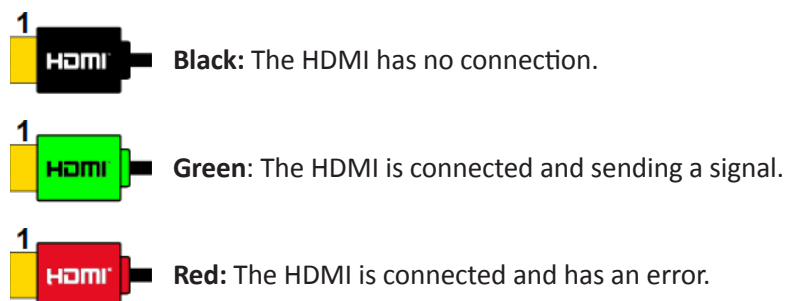 1
HDMI Black: The HDMI has no connection.
1
HDMI Green: The HDMI is connected and sending a signal.
1
HDMI Red: The HDMI is connected and has an error.